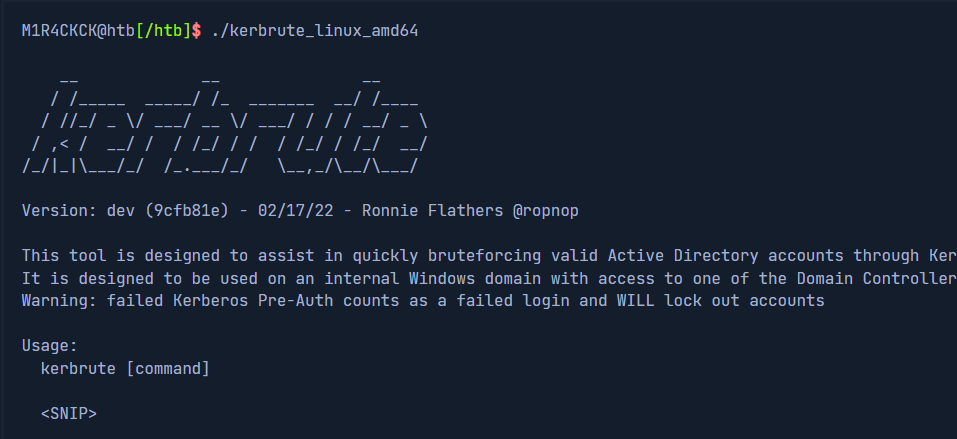 M1R4CKCK@htb[/htb]$ ./kerbrute_linux_amd64
    __             __               __
   / /_____  _____/ /_  _______  __/ /____
  / //_/ _ \/ ___/ __ \/ ___/ / / / __/ _ \
 / ,< /  __/ /  / /_/ / /  / /_/ / /_/  __/
/_/|_|\___/_/  /_.___/_/   \__,_/\__/\___/
Version: dev (9cfb81e) - 02/17/22 - Ronnie Flathers @ropnop
This tool is designed to assist in quickly bruteforcing valid Active Directory accounts through Ker
It is designed to be used on an internal Windows domain with access to one of the Domain Controller
Warning: failed Kerberos Pre-Auth counts as a failed login and WILL lock out accounts
Usage:
  kerbrute [command]
  <SNIP>